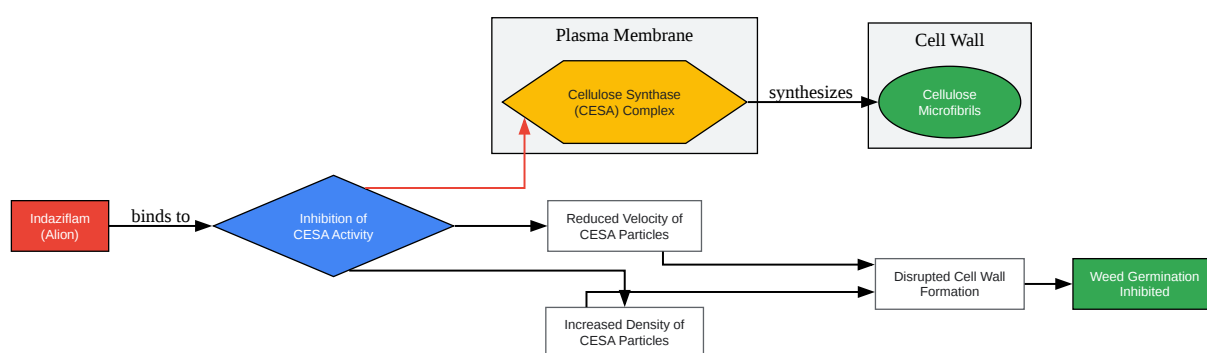 Plasma Membrane
Cell Wall
Cellulose Synthase
(CESA) Complex
synthesizes
Cellulose
Microfibrils
Indaziflam
(Alion)
binds to
Inhibition of
CESA Activity
Reduced Velocity of
CESA Particles
Increased Density of
CESA Particles
Disrupted Cell Wall
Formation
Weed Germination
Inhibited